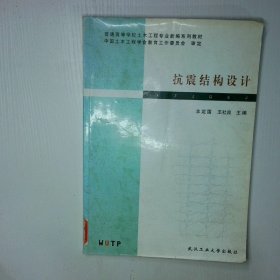 普通高等学校土木工程专业新编系列教材
中国土木工程学会教育工作委员会 审定
抗震结构设计
王社良 主编
WUTP
武汉工业大学出版社